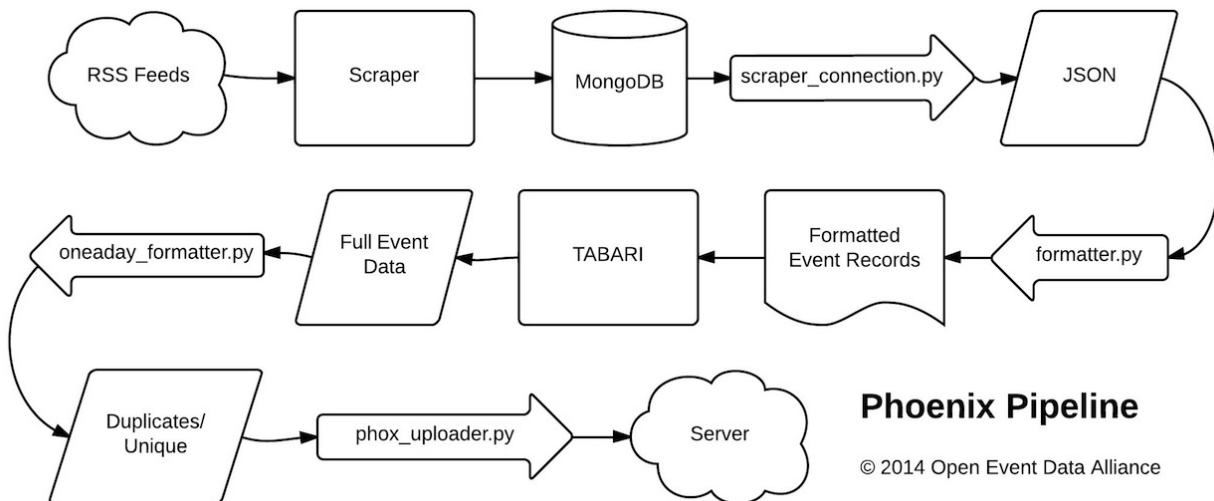 RSS Feeds
Scraper
MongoDB
scraper_connection.py
JSON
oneaday_formatter.py
Full Event
Data
TABARI
Formatted
Event Records
formatter.py
Duplicates/
Unique
phox_uploader.py
Server
Phoenix Pipeline
© 2014 Open Event Data Alliance